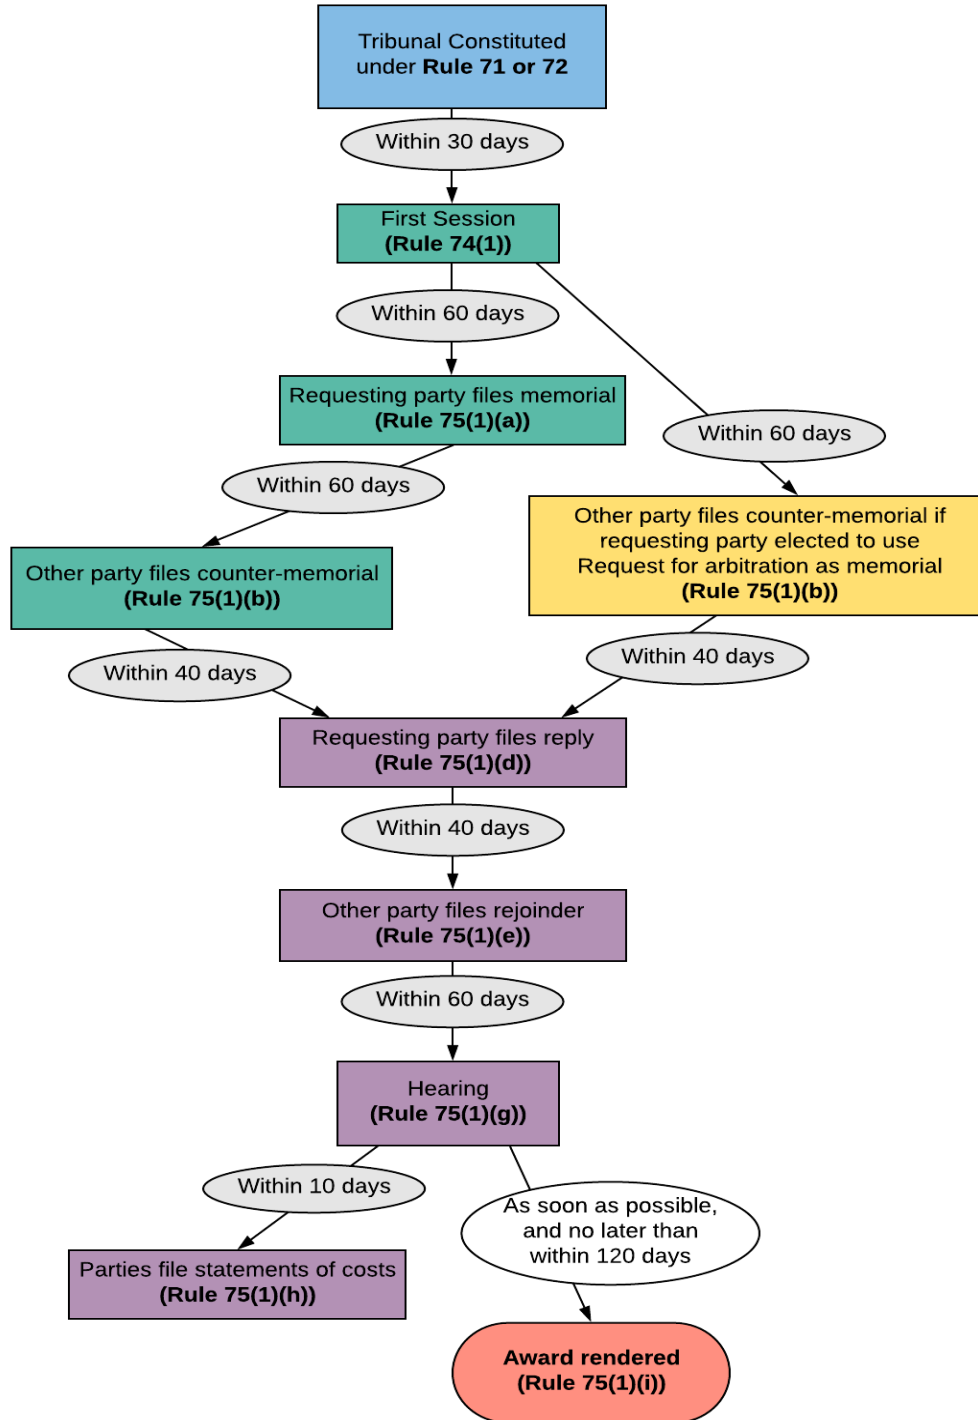 Tribunal Constituted
under Rule 71 or 72
Within 30 days
First Session
(Rule 74(1))
Within 60 days
Requesting party files memorial
(Rule 75(1)(a))
Within 60 days
Within 60 days
Other party files counter-memorial if
requesting party elected to use
Request for arbitration as memorial
(Rule 75(1)(b))
Other party files counter-memorial
(Rule 75(1)(b))
Within 40 days
Within 40 days
Requesting party files reply
(Rule 75(1)(d))
Within 40 days
Other party files rejoinder
(Rule 75(1)(e))
Within 60 days
Hearing
(Rule 75(1)(g))
Within 10 days
As soon as possible,
and no later than
within 120 days
Parties file statements of costs
(Rule 75(1)(h))
Award rendered
(Rule 75(1)(i))